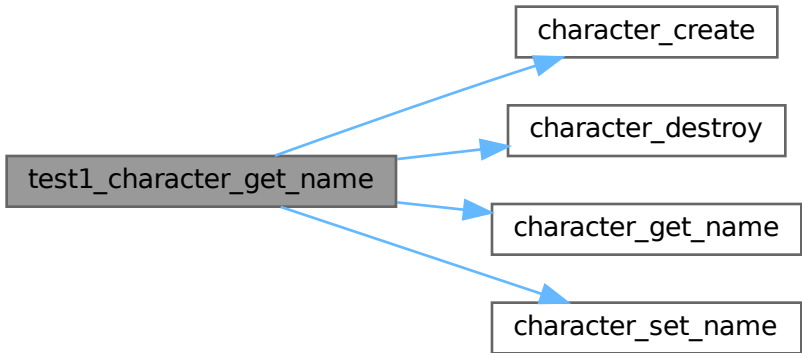 character_create
character_destroy
test1_character_get_name
character_get_name
character_set_name